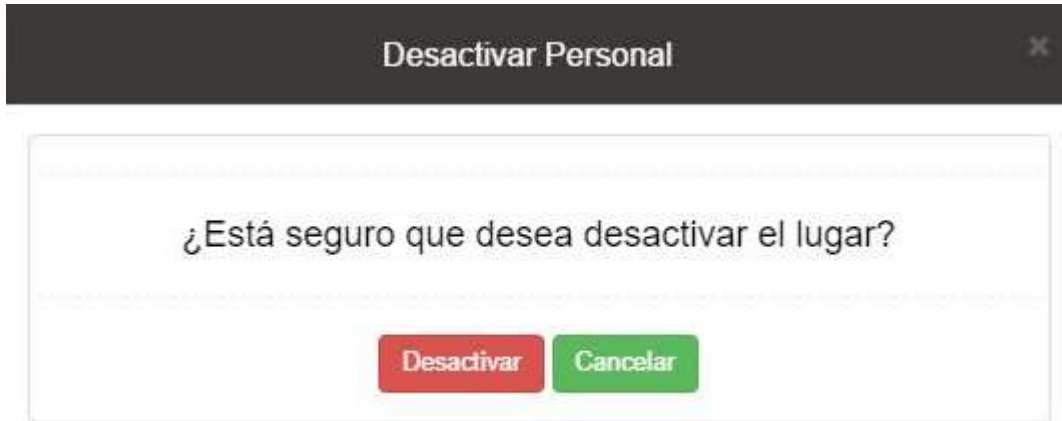 Desactivar Personal
¿Está seguro que desea desactivar el lugar?
Desactivar Cancelar